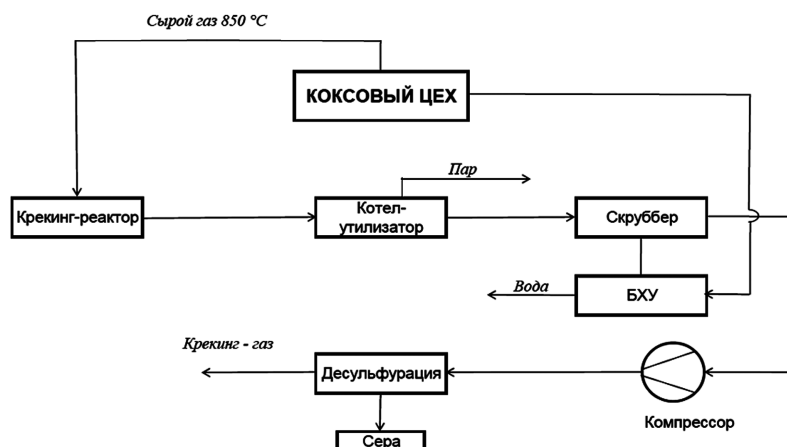 Сырой газ 850 °C
КОКСОВЫЙ ЦЕХ
Пар
Крекинг-реактор
Котел-
утилизатор
Скруббер
Вода
БХУ
Крекинг - газ
Десульфурация
Компрессор
Сера